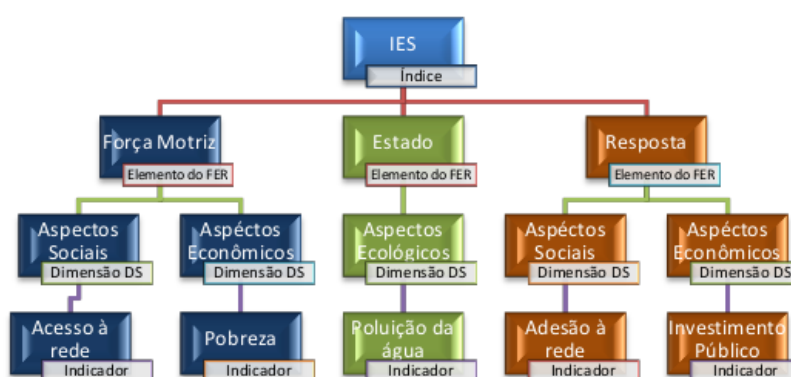 IES
Índice
Força Motriz
Elemento do FER
Estado
Elemento do FER
Resposta
Elemento do FER
Aspectos
Sociais
Dimensão DS
Aspéctos
Econômicos
Dimensão DS
Aspectos
Ecológicos
Dimensão DS
Aspéctos
Sociais
Dimensão DS
Aspéctos
Econômicos
Dimensão DS
Acesso à
rede
Indicador
Pobreza
Indicador
Poluição da
água
Indicador
Adesão à
rede
Indicador
Investimento
Público
Indicador